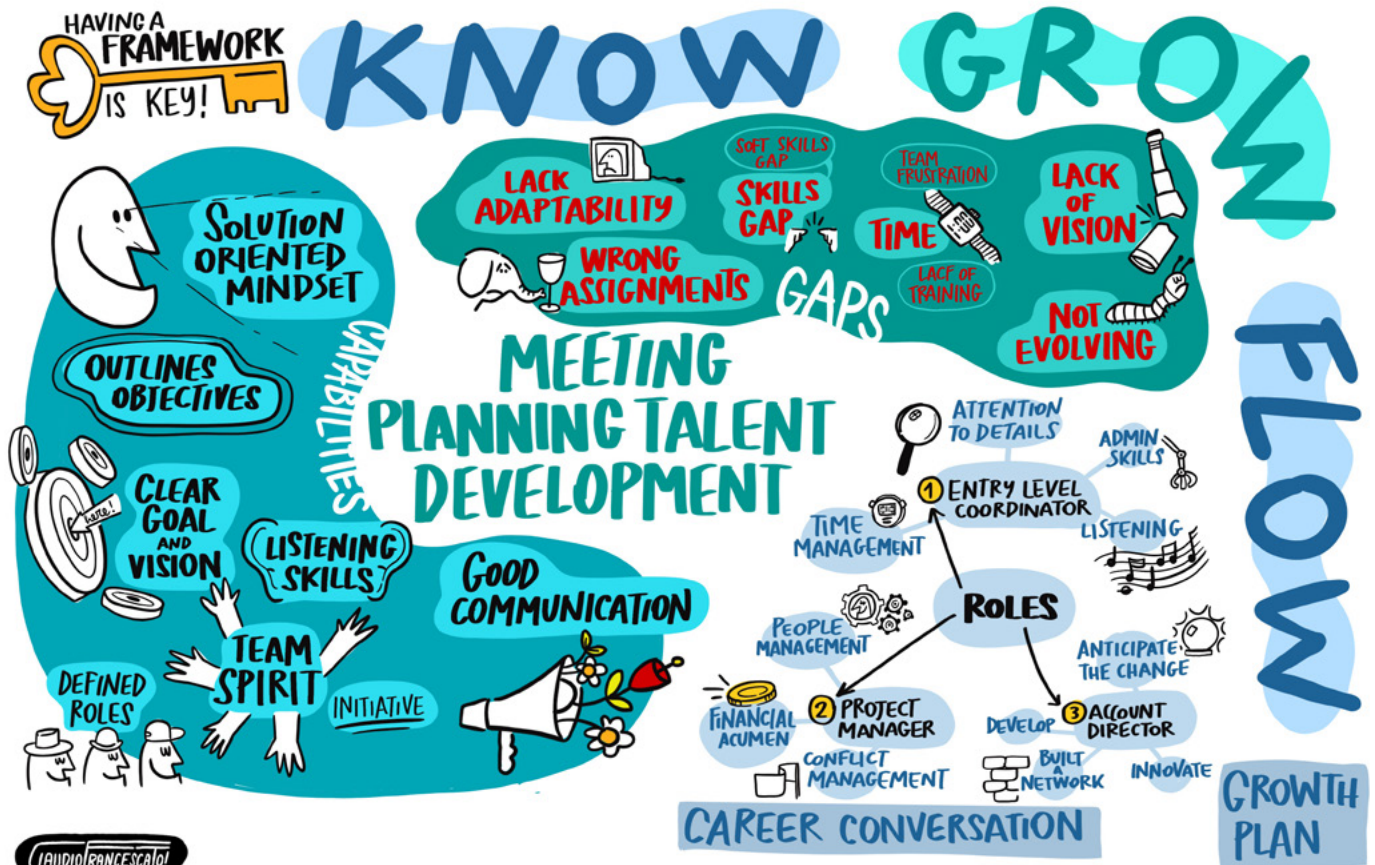 HAVING A
FRAMEWORK
IS KEY!
KNOW
GROW
FLOW
SOLUTION
ORIENTED
MINDSET
OUTLINES
OBJECTIVES
CAPABILITIES
CLEAR
GOAL
AND
VISION
here!
LISTENING
SKILLS
GOOD
COMMUNICATION
TEAM
SPIRIT
INITIATIVE
DEFINED
ROLES
LACK
ADAPTABILITY
WRONG
ASSIGNMENTS
SOFT SKILLS
GAP
SKILLS
GAP
TEAM
FRUSTRATION
TIME
1:00
LACF OF
TRAINING
LACK
OF
VISION
NOT
EVOLVING
GAPS
MEETING
PLANNING TALENT
DEVELOPMENT
ROLES
1 ENTRY LEVEL
COORDINATOR
ATTENTION
TO DETAILS
ADMIN
SKILLS
LISTENING
TIME
MANAGEMENT
2 PROJECT
MANAGER
PEOPLE
MANAGEMENT
FINANCIAL
ACUMEN
CONFLICT
MANAGEMENT
3 ACCOUNT
DIRECTOR
ANTICIPATE
THE CHANGE
DEVELOP
BUILT
A
NETWORK
INNOVATE
CAREER CONVERSATION
GROWTH
PLAN
CLAUDIO FRANCESCATO!